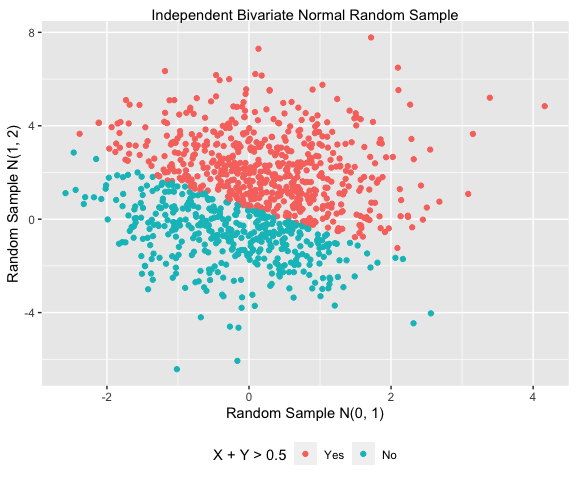 Independent Bivariate Normal Random Sample
8
4
0
-4
Random Sample N(1, 2)
-2 0 2 4
Random Sample N(0, 1)
X + Y > 0.5 Yes No